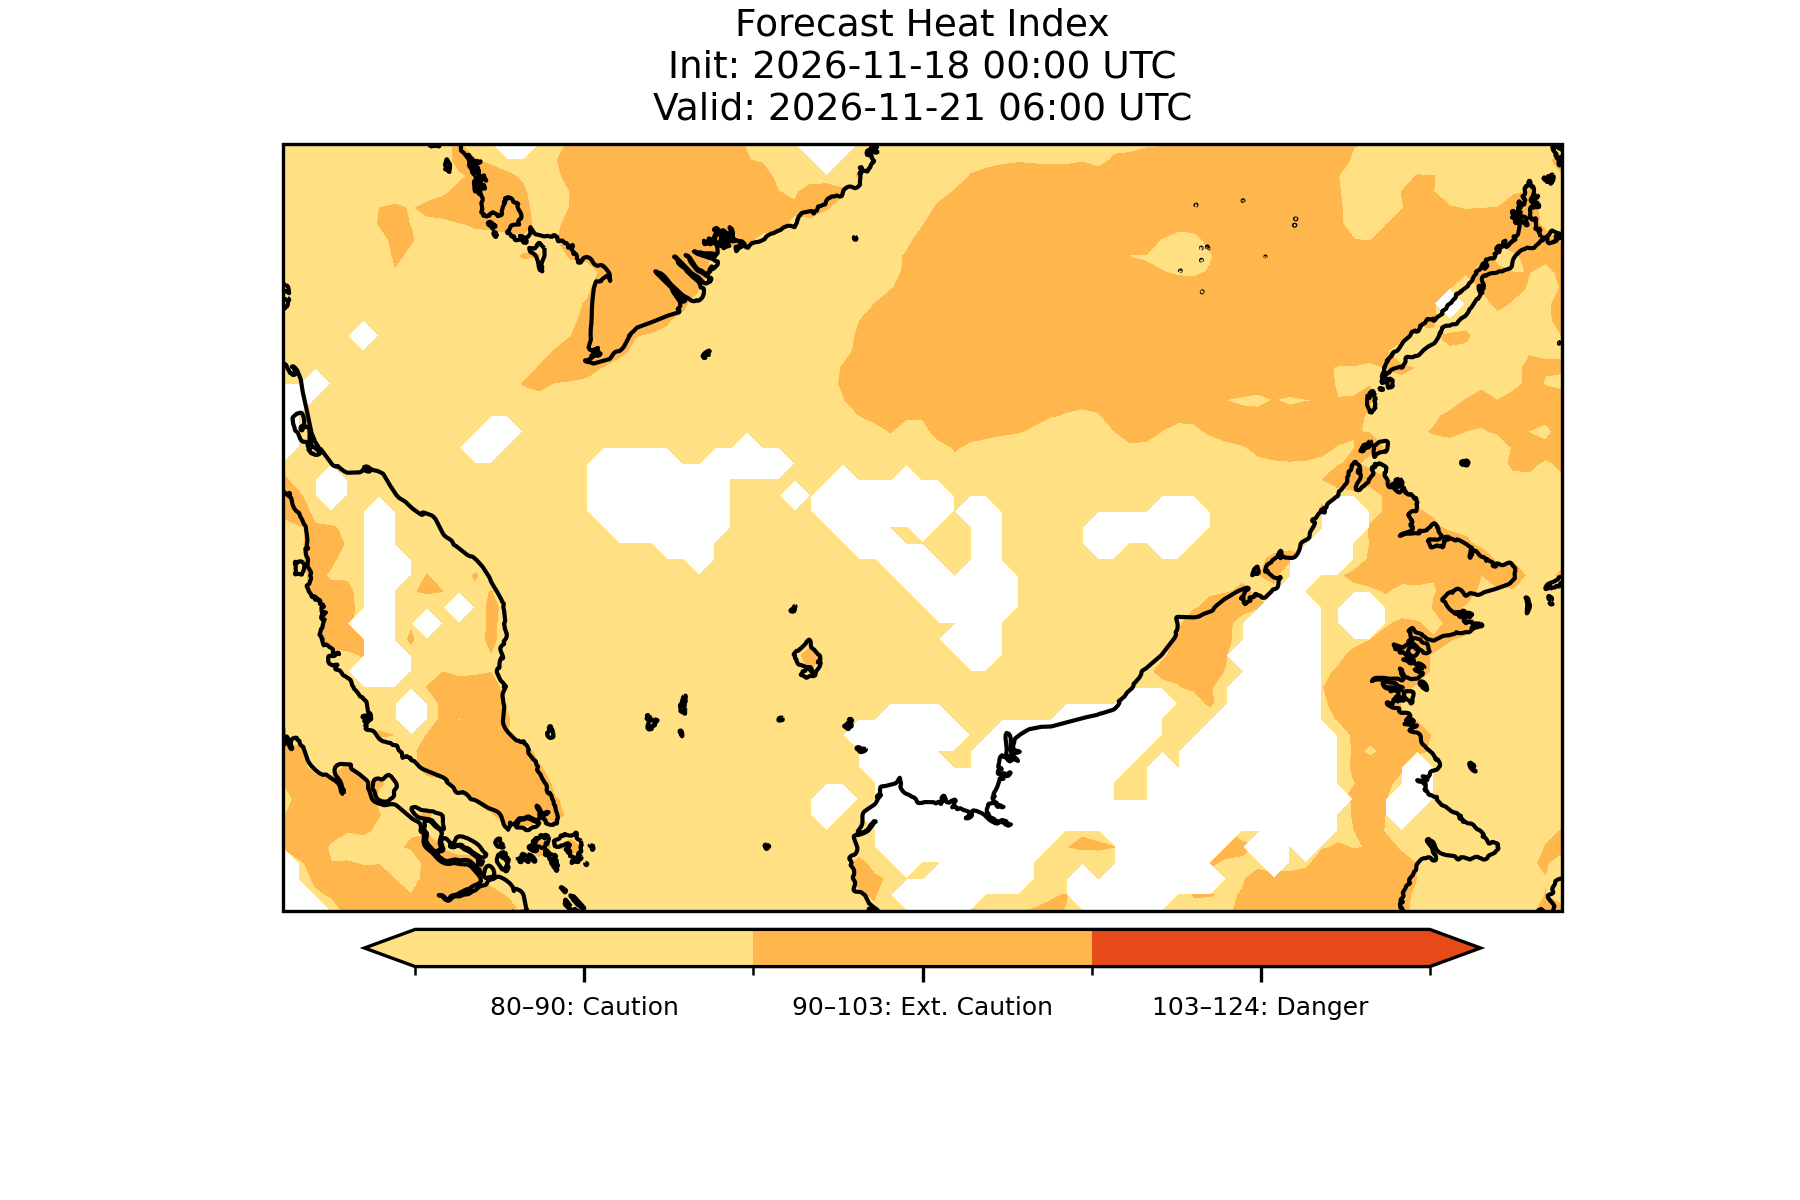 Forecast Heat Index
Init: 2026-11-18 00:00 UTC
Valid: 2026-11-21 06:00 UTC
80–90: Caution
90–103: Ext. Caution
103–124: Danger